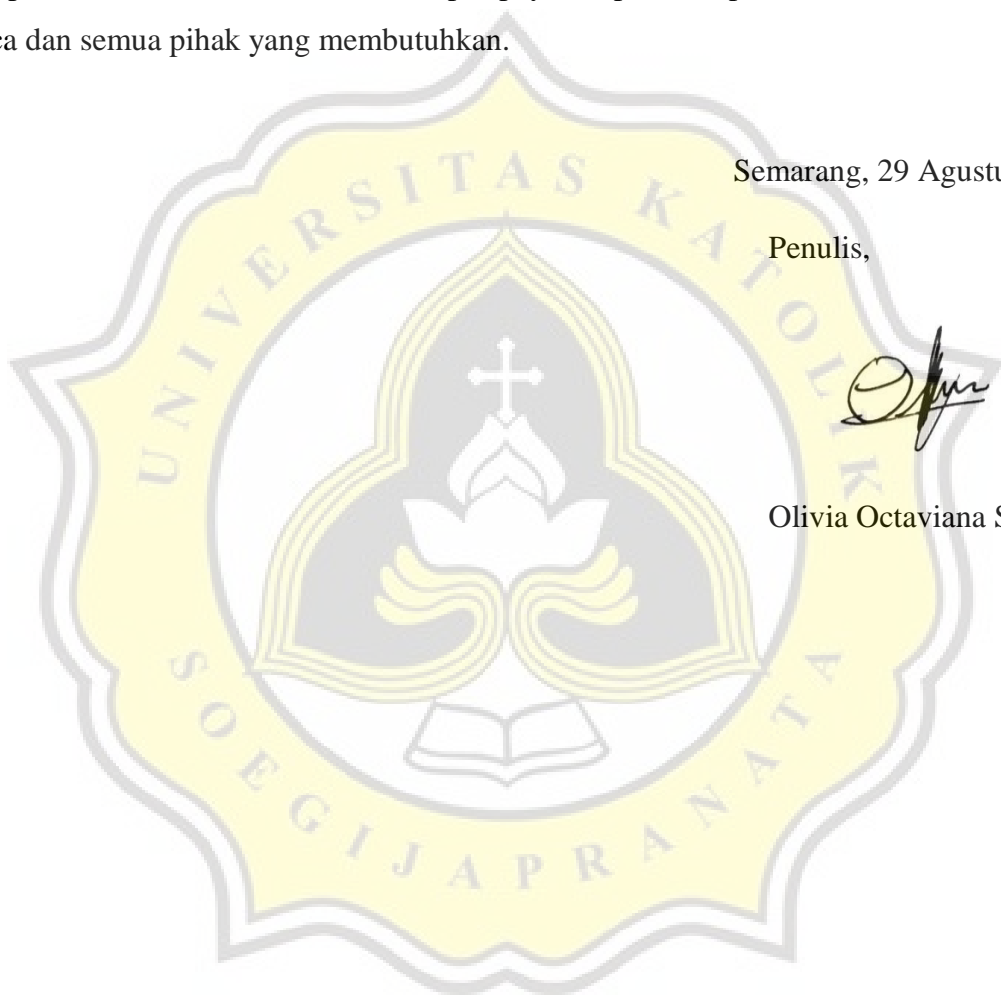 ca dan semua pihak yang membutuhkan.
Semarang, 29 Agustu
Penulis,
Olivia Octaviana S
UNIVERSITAS KATOLIK
SOEGIJAPRANATA